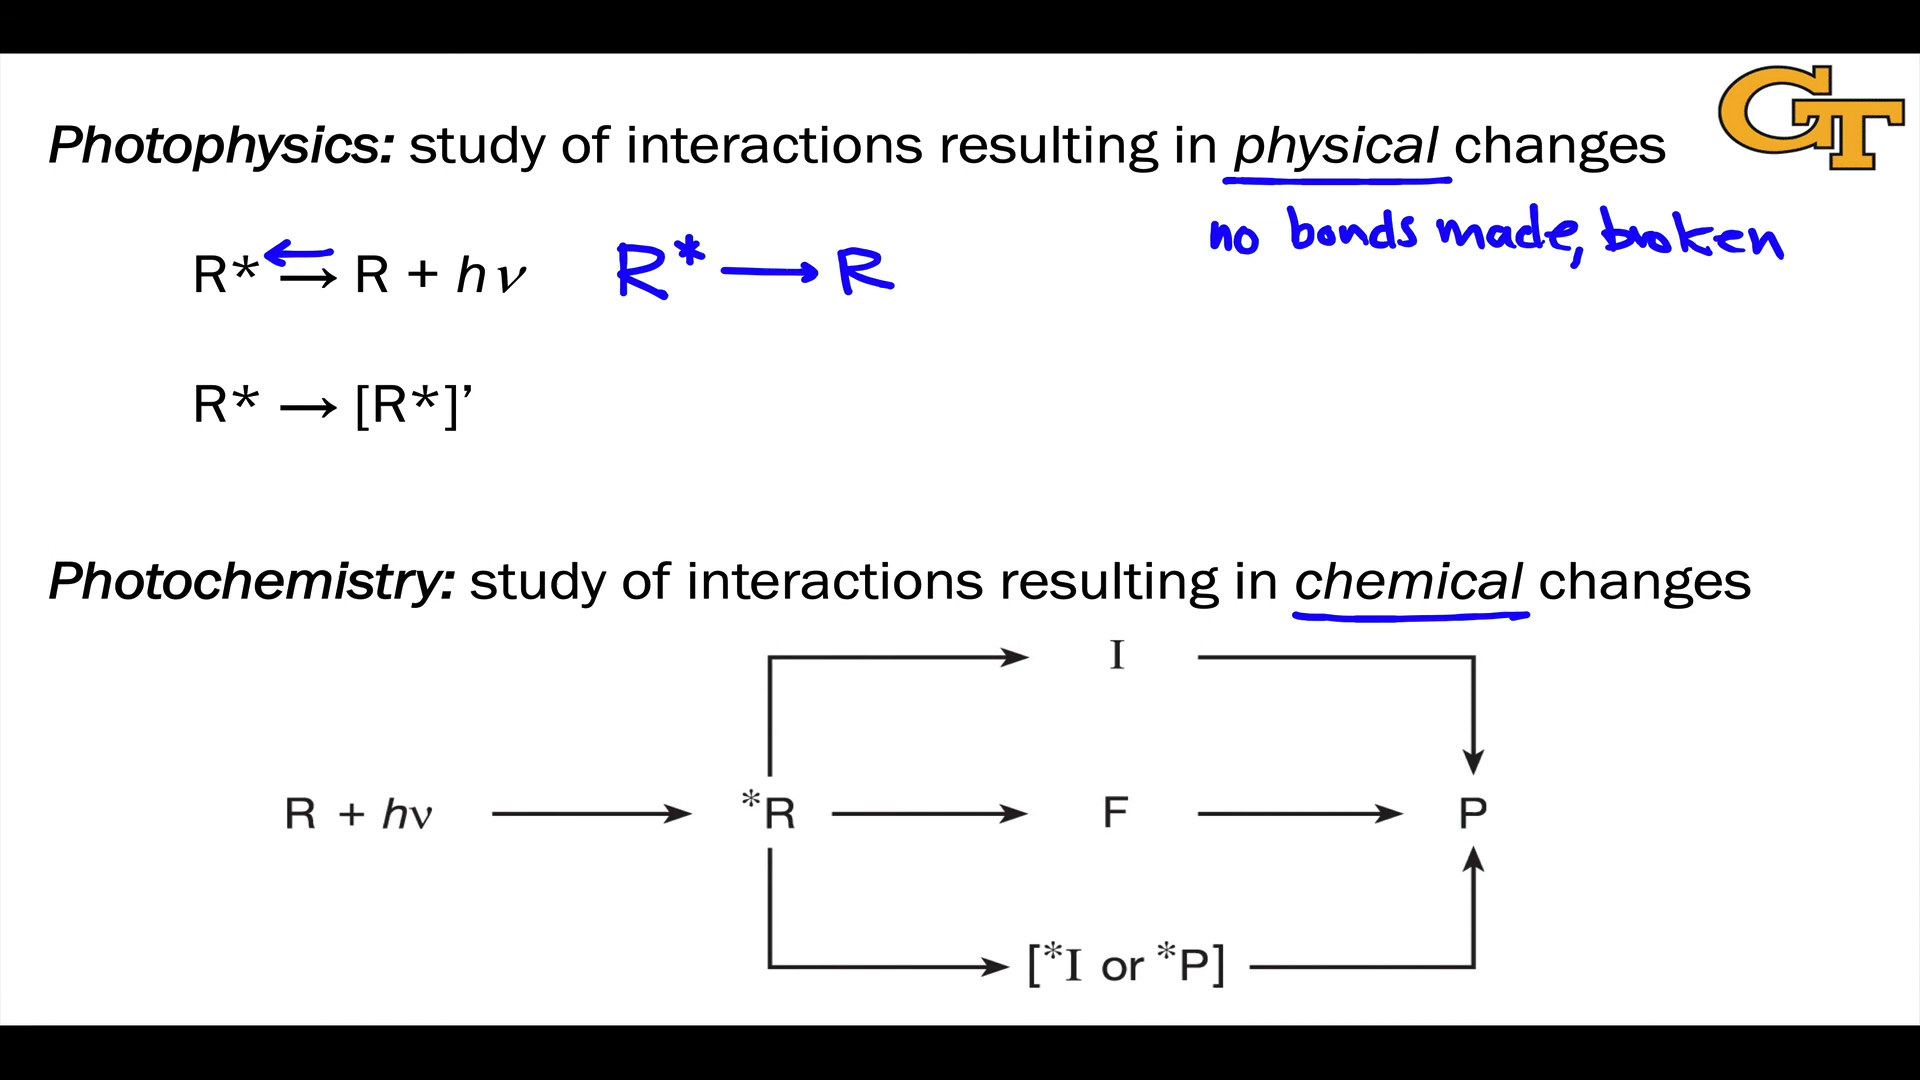 Photophysics: study of interactions resulting in physical changes
GT
no bonds made, broken
R* ⟶ R + hν R* ⟶ R
R* ⟶ [R*]’
Photochemistry: study of interactions resulting in chemical changes
I
R + hν ⟶ *R ⟶ F ⟶ P
[*I or *P]